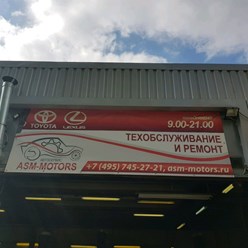 TOYOTA LEXUS 9.00-21.00
ТЕХОБСЛУЖИВАНИЕ
И РЕМОНТ
ASM-MOTORS
+7 (495) 745-27-21, asm-motors.ru